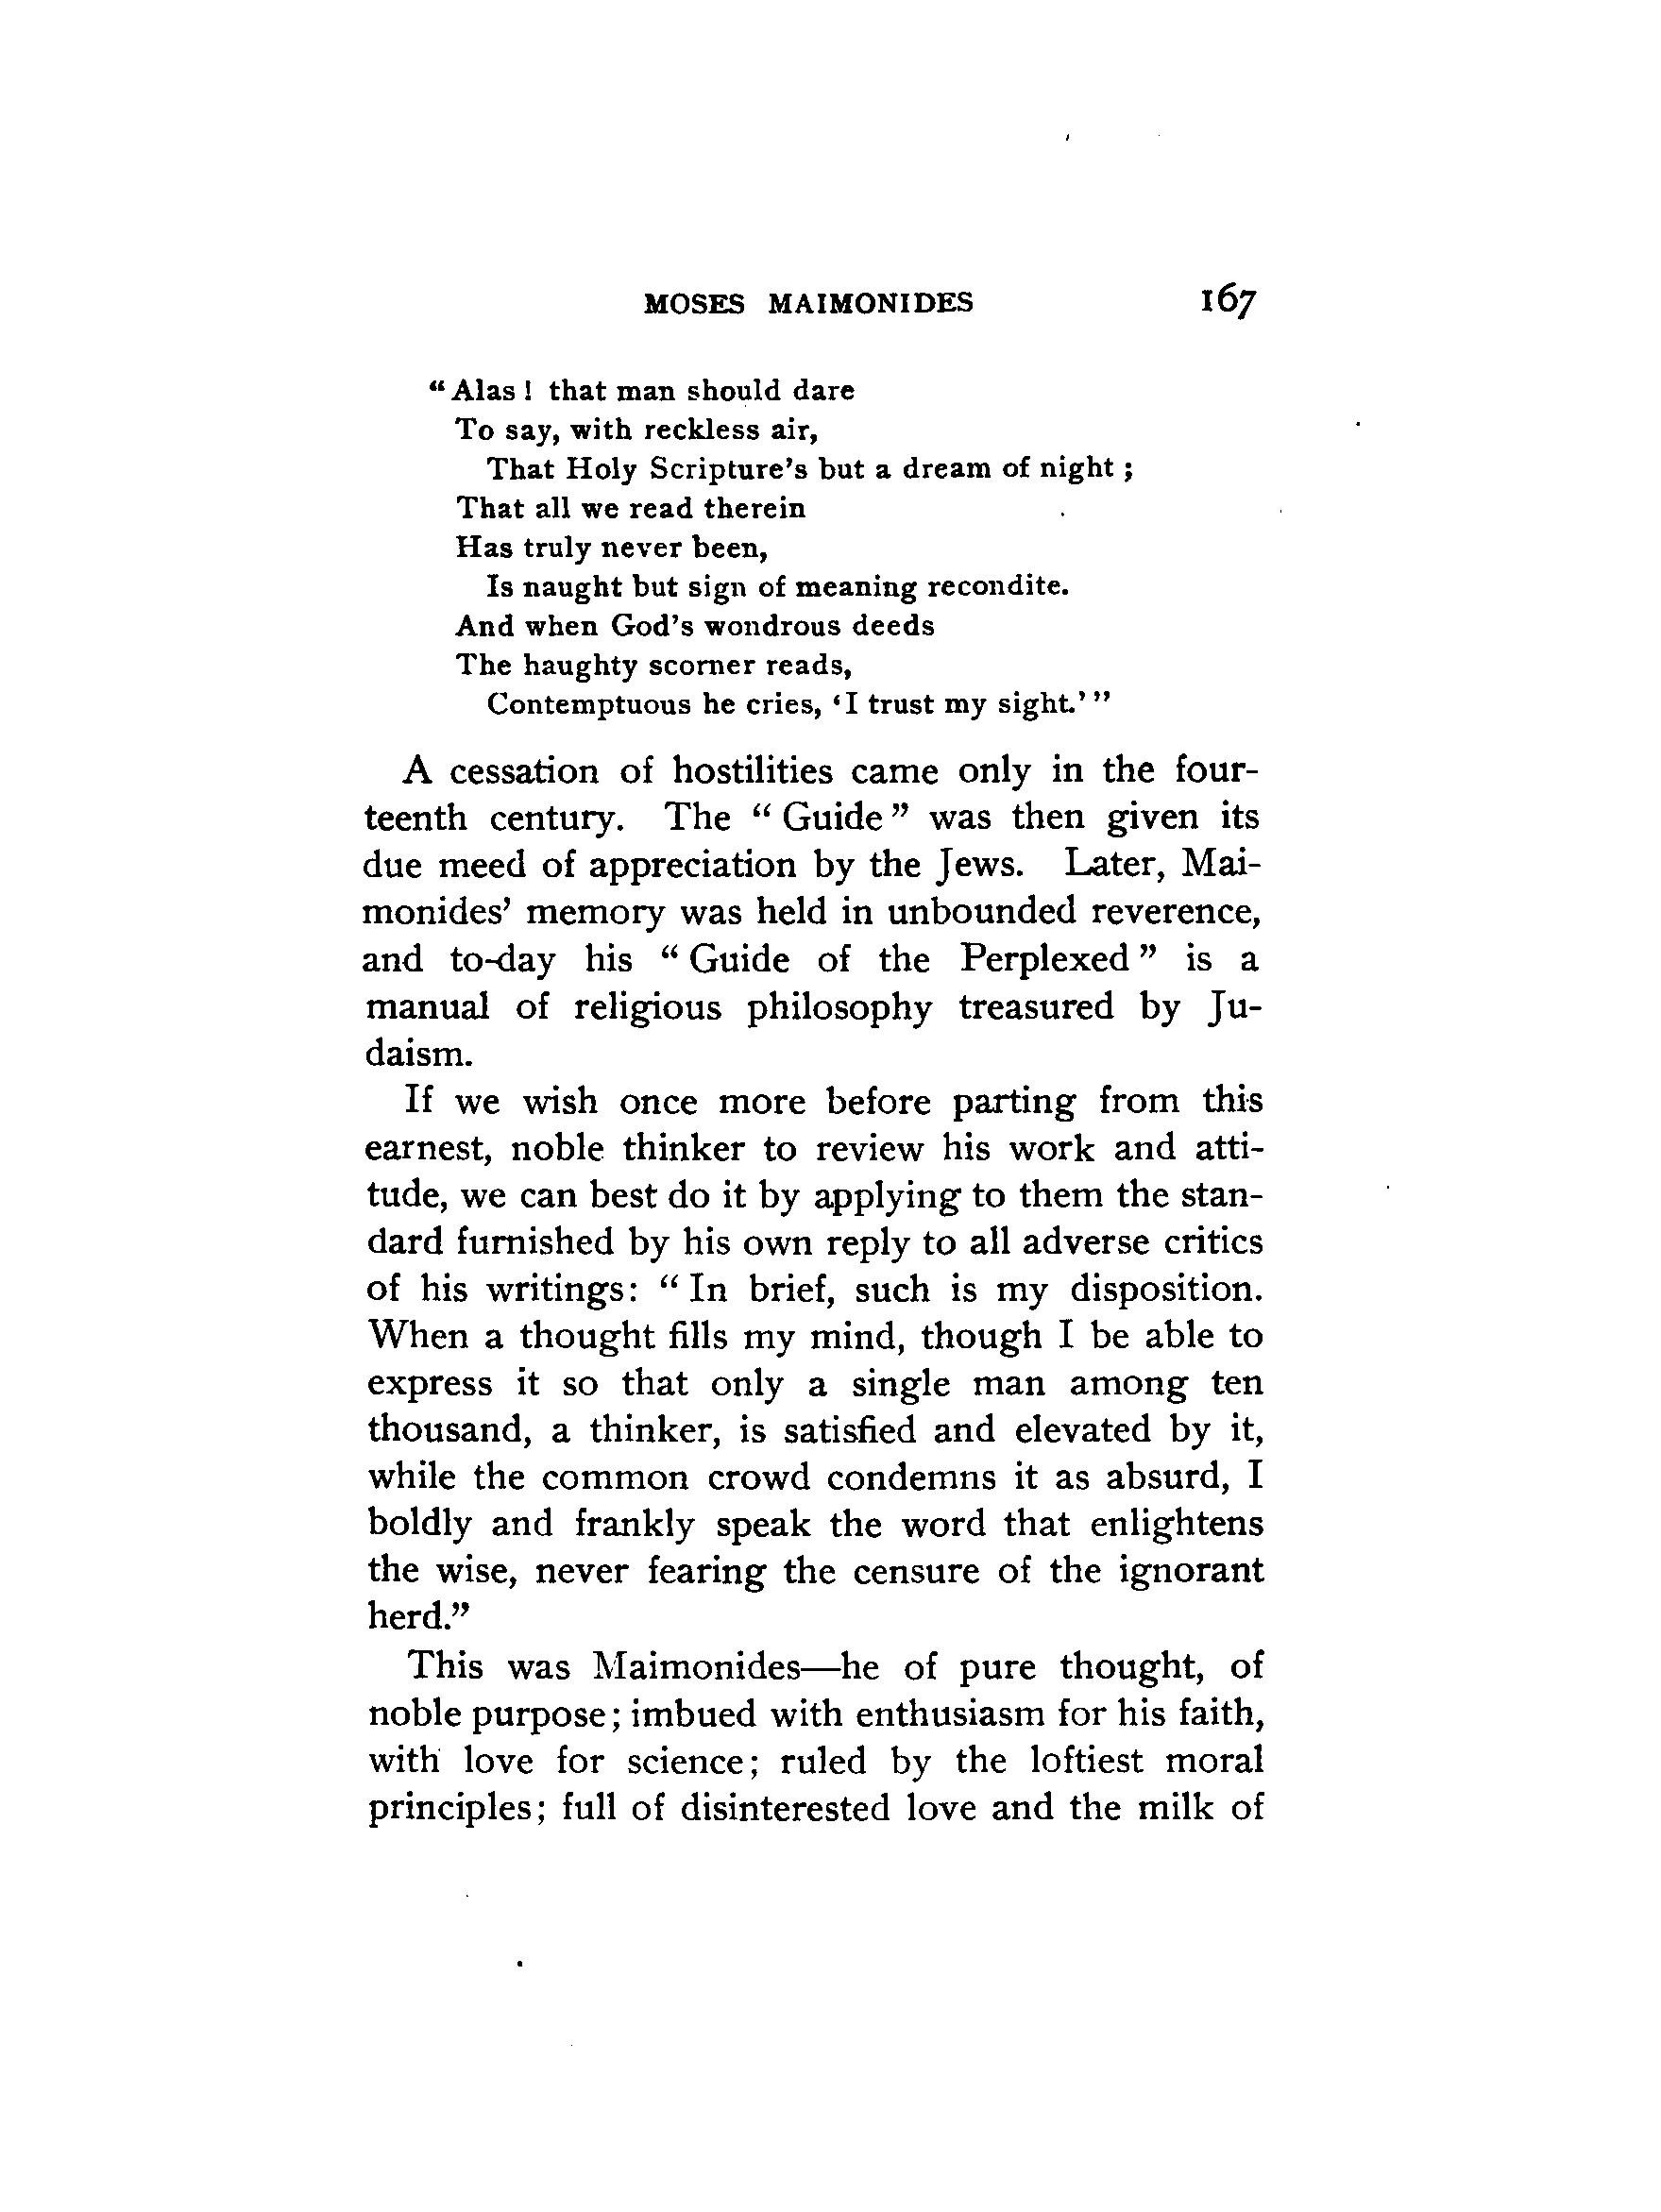 MOSES MAIMONIDES 167
“Alas! that man should dare
To say, with reckless air,
That Holy Scripture’s but a dream of night;
That all we read therein
Has truly never been,
Is naught but sign of meaning recondite.
And when God’s wondrous deeds
The haughty scorner reads,
Contemptuous he cries, ‘I trust my sight.’”
A cessation of hostilities came only in the four-
teenth century. The “Guide” was then given its
due meed of appreciation by the Jews. Later, Mai-
monides’ memory was held in unbounded reverence,
and to-day his “Guide of the Perplexed” is a
manual of religious philosophy treasured by Ju-
daism.
If we wish once more before parting from this
earnest, noble thinker to review his work and atti-
tude, we can best do it by applying to them the stan-
dard furnished by his own reply to all adverse critics
of his writings: “In brief, such is my disposition.
When a thought fills my mind, though I be able to
express it so that only a single man among ten
thousand, a thinker, is satisfied and elevated by it,
while the common crowd condemns it as absurd, I
boldly and frankly speak the word that enlightens
the wise, never fearing the censure of the ignorant
herd.”
This was Maimonides—he of pure thought, of
noble purpose; imbued with enthusiasm for his faith,
with love for science; ruled by the loftiest moral
principles; full of disinterested love and the milk of